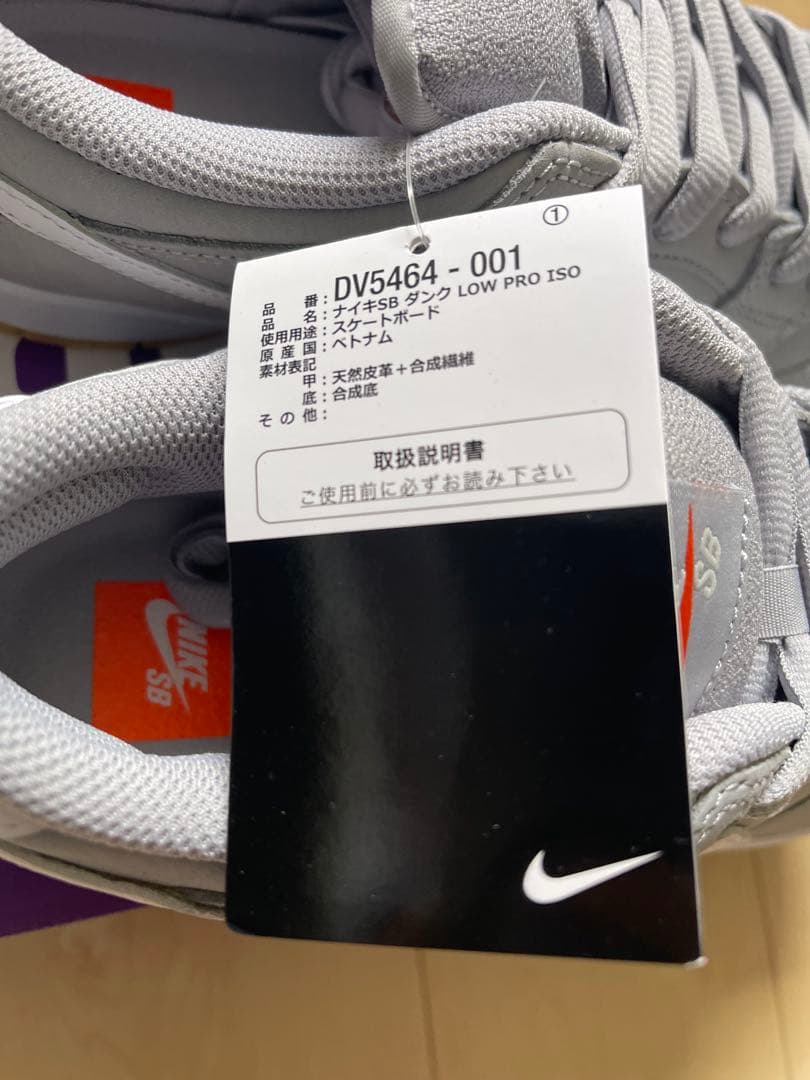 ①
品番：DV5464 - 001
品名：ナイキSB ダンク LOW PRO ISO
使用用途：スケートボード
原産国：ベトナム
素材表記
甲：天然皮革＋合成繊維
底：合成底
その他：
取扱説明書
ご使用前に必ずお読み下さい
NIKE
SB
SB